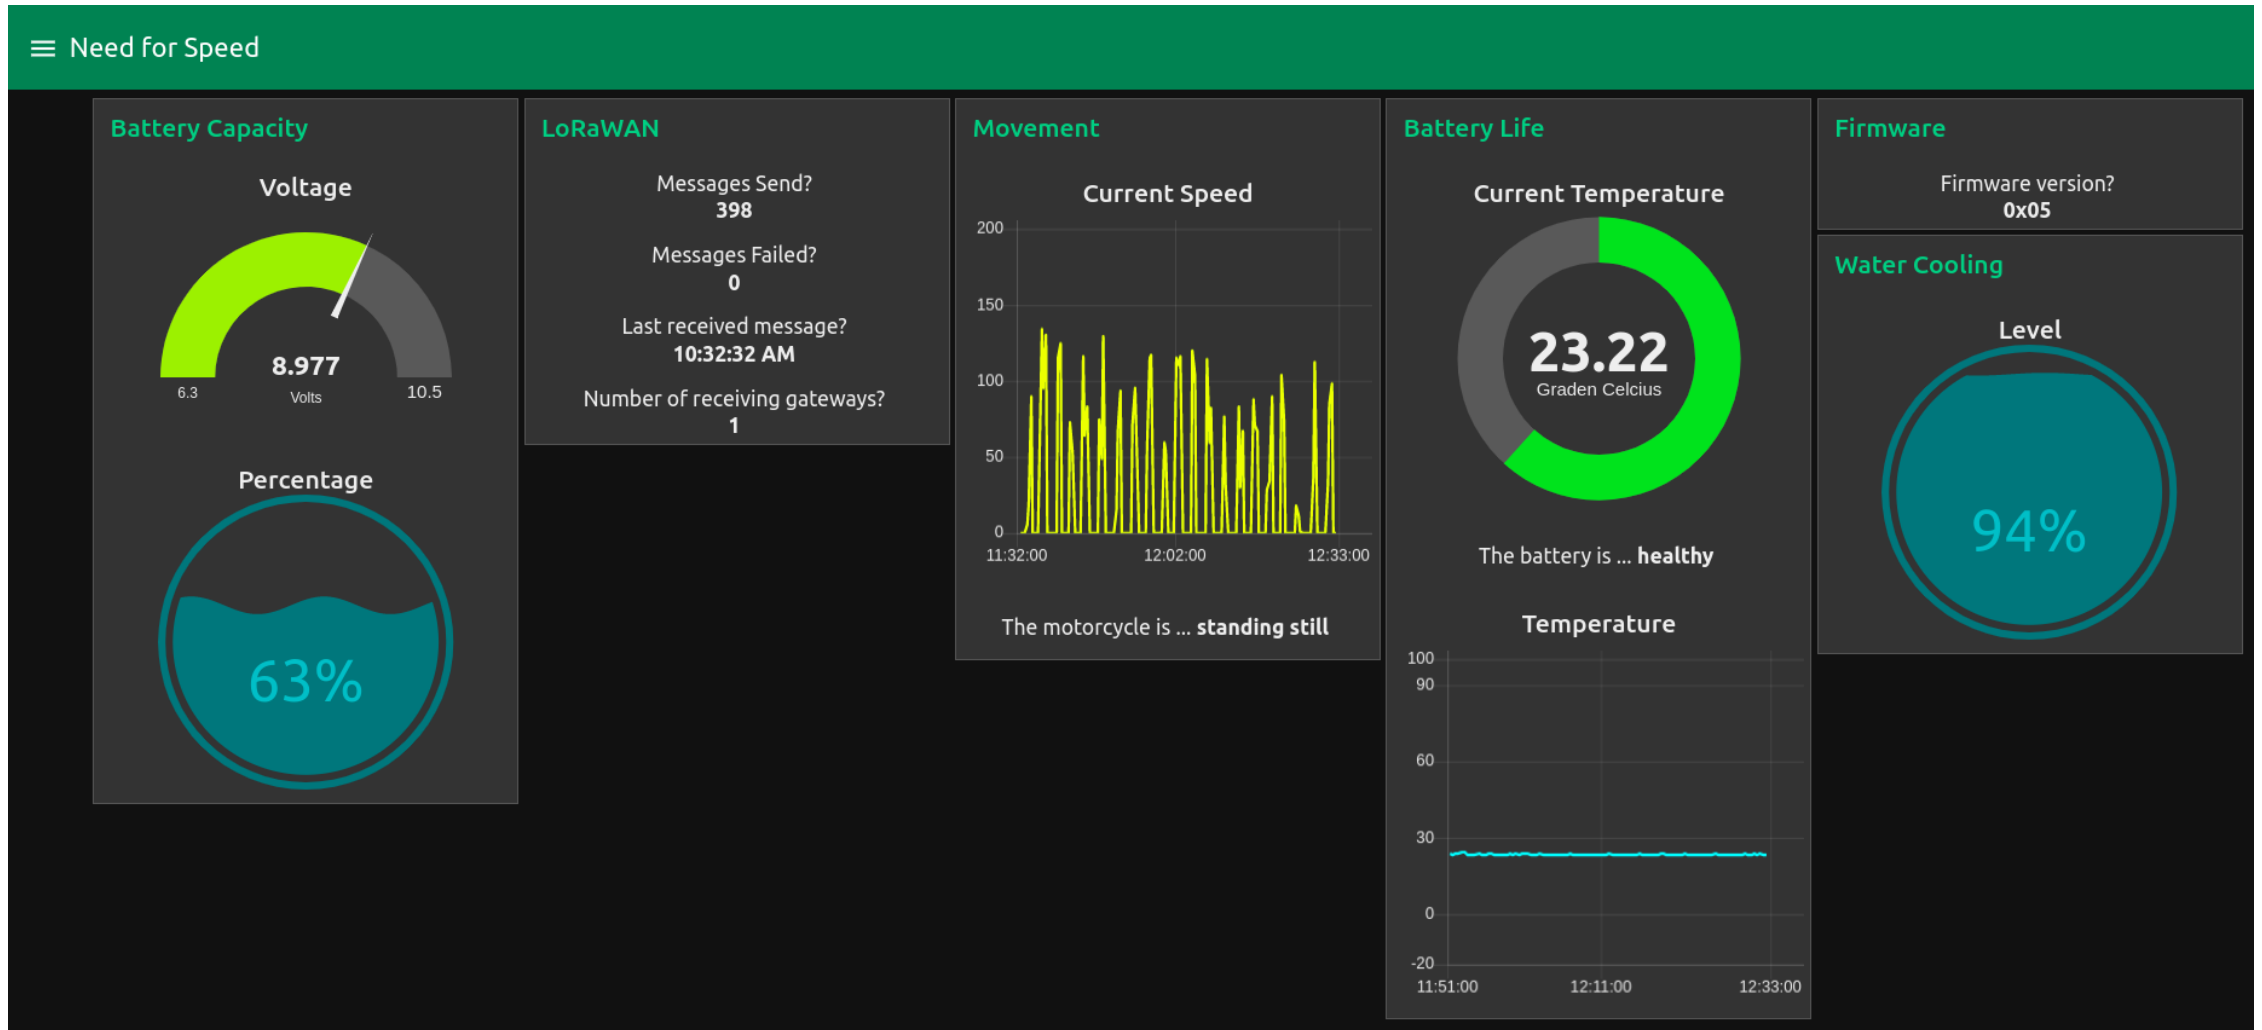 Need for Speed
Battery Capacity
Voltage
8.977
6.3
Volts
10.5
Percentage
63%
LoRaWAN
Messages Send?
398
Messages Failed?
0
Last received message?
10:32:32 AM
Number of receiving gateways?
1
Movement
Current Speed
200
150
100
50
0
11:32:00 12:02:00 12:33:00
The motorcycle is ... standing still
Battery Life
Current Temperature
23.22
Graden Celcius
The battery is ... healthy
Temperature
100
90
60
30
0
-20
11:51:00 12:11:00 12:33:00
Firmware
Firmware version?
0x05
Water Cooling
Level
94%